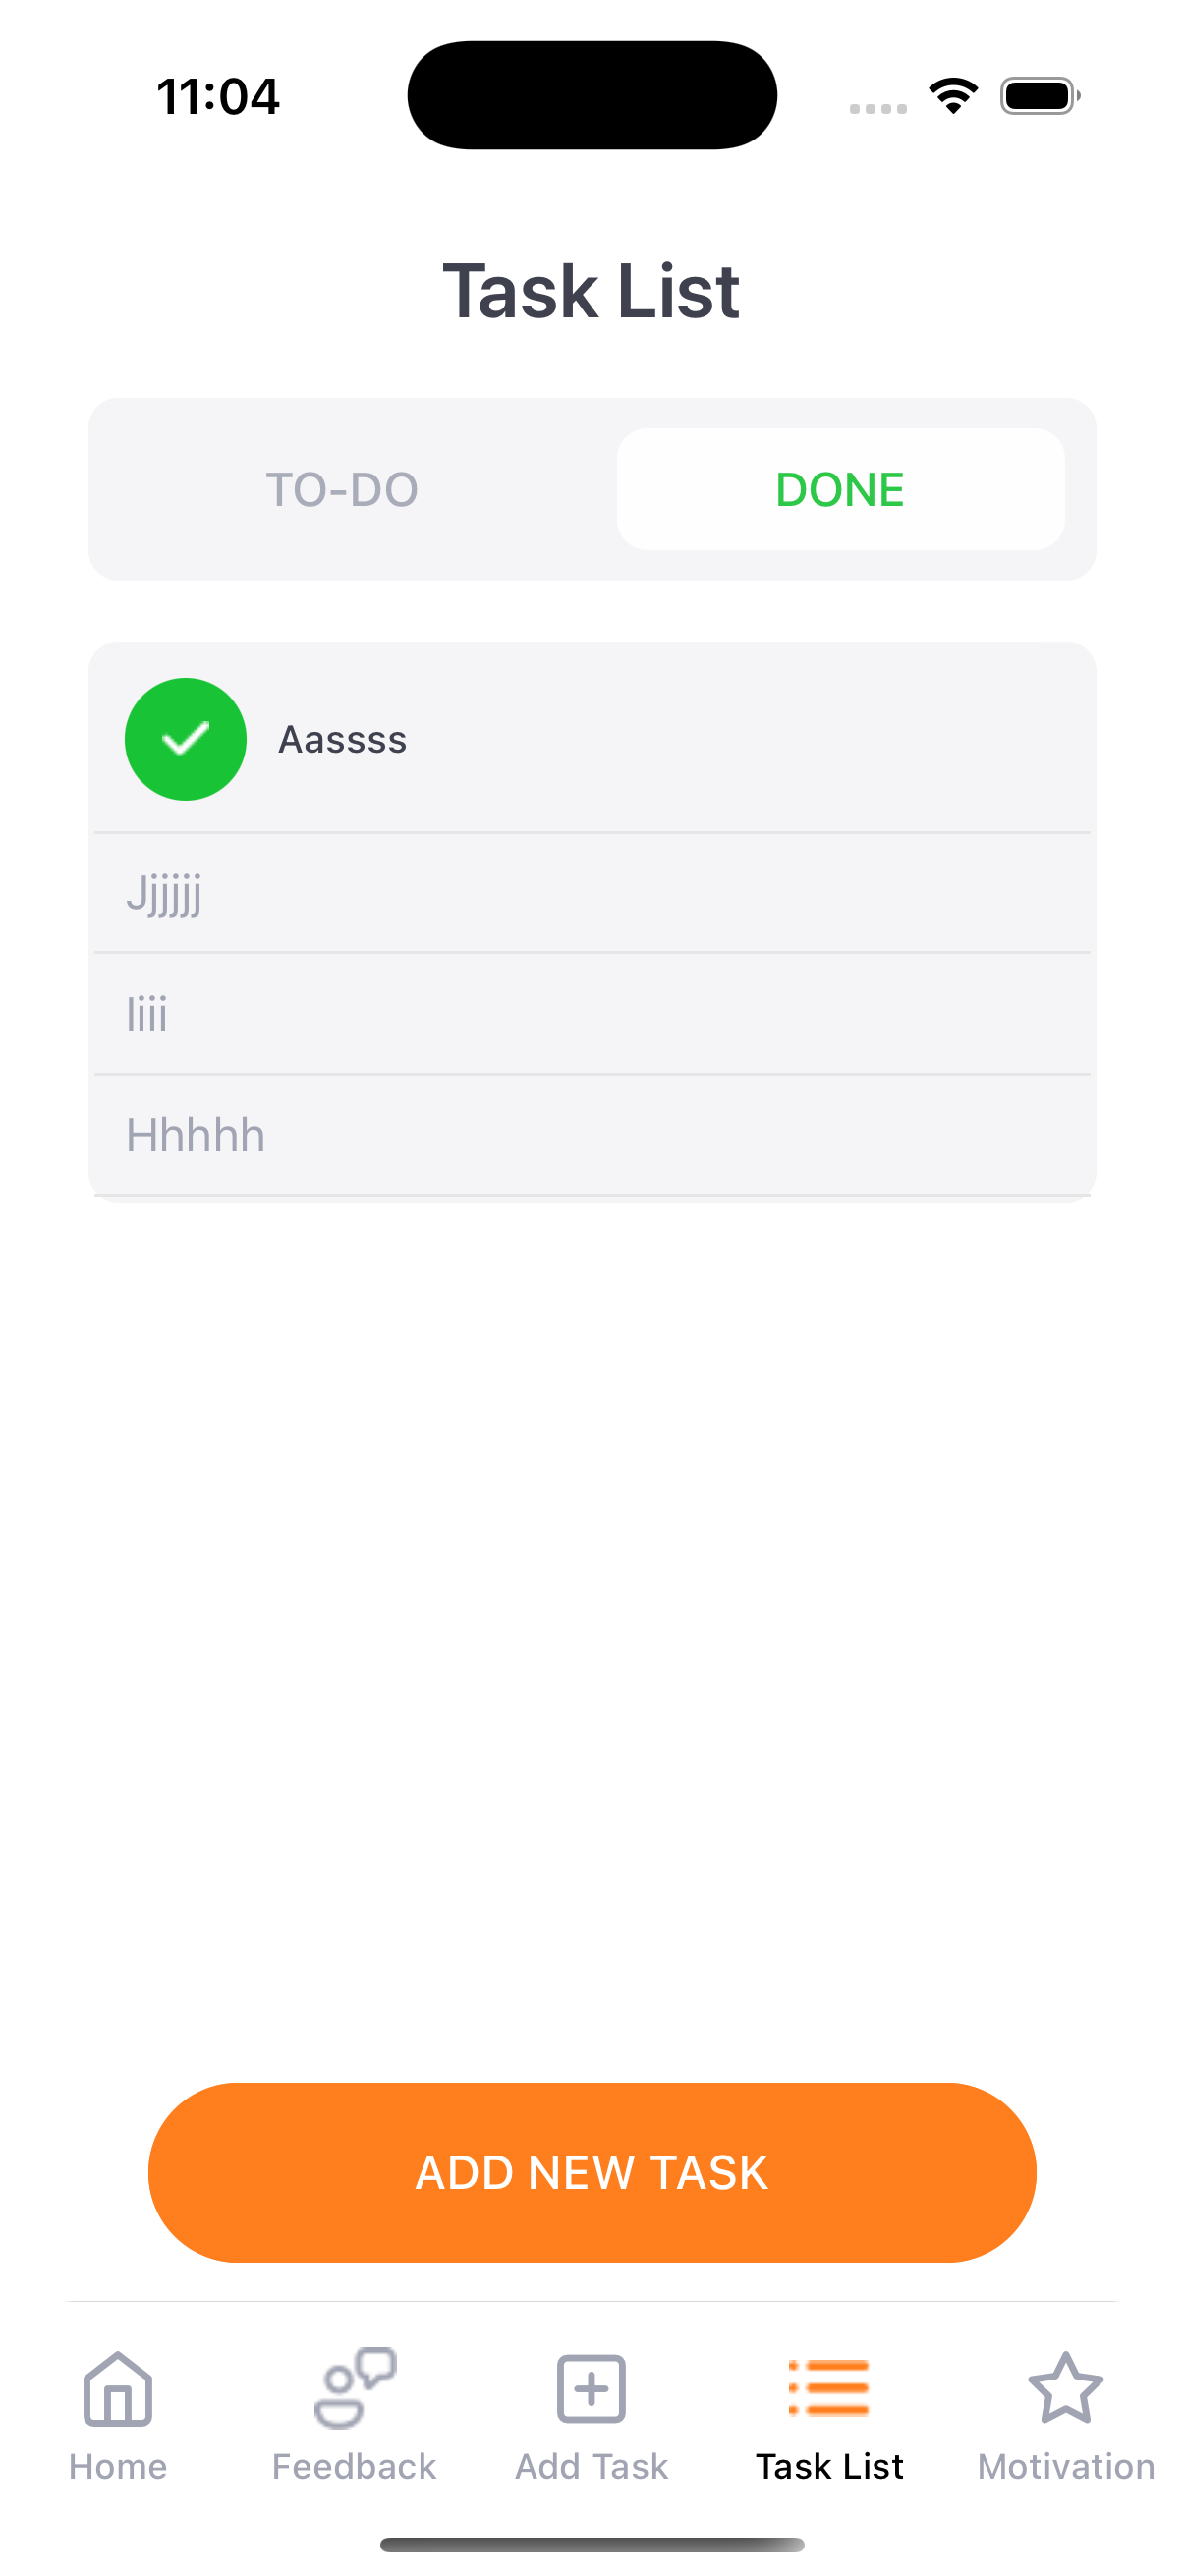 11:04
Task List
TO-DO
DONE
Aassss
Jjjjjj
Iiii
Hhhhh
ADD NEW TASK
Home
Feedback
Add Task
Task List
Motivation